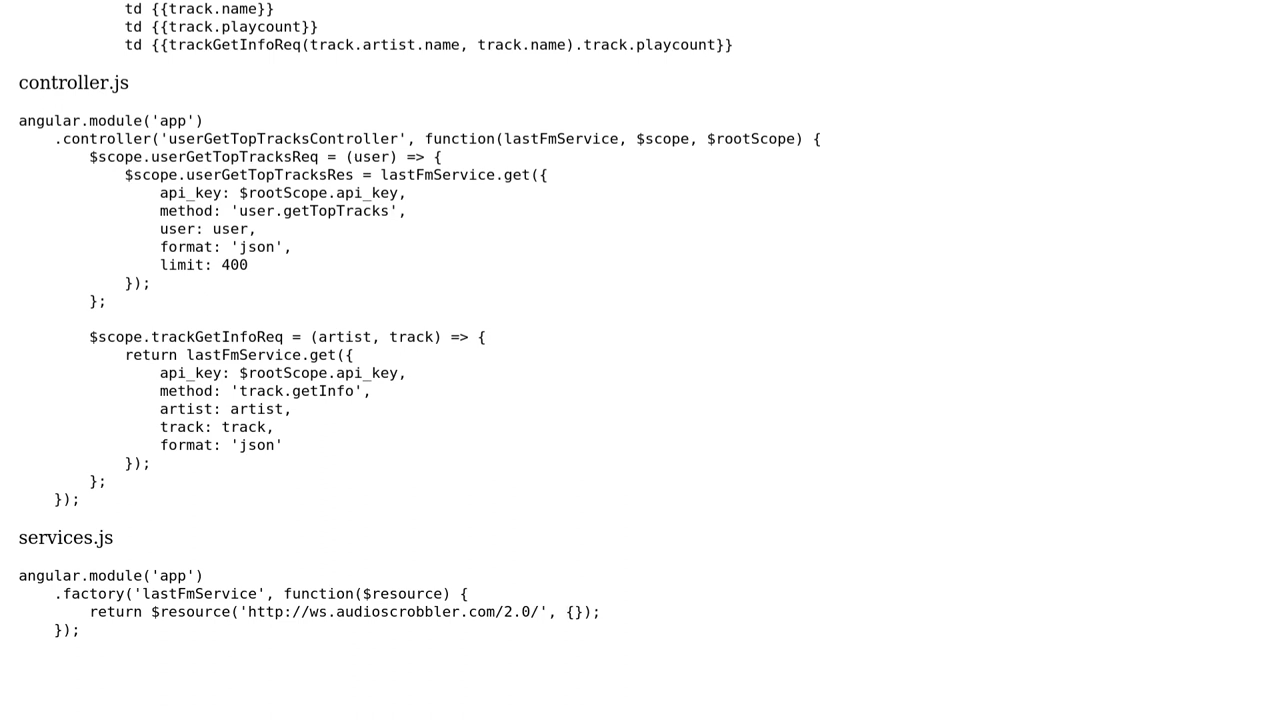 td {{track.name}}
td {{track.playcount}}
td {{trackGetInfoReq(track.artist.name, track.name).track.playcount}}
controller.js
angular.module('app')
    .controller('userGetTopTracksController', function(lastFmService, $scope, $rootScope) {
        $scope.userGetTopTracksReq = (user) => {
            $scope.userGetTopTracksRes = lastFmService.get({
                api_key: $rootScope.api_key,
                method: 'user.getTopTracks',
                user: user,
                format: 'json',
                limit: 400
            });
        };

        $scope.trackGetInfoReq = (artist, track) => {
            return lastFmService.get({
                api_key: $rootScope.api_key,
                method: 'track.getInfo',
                artist: artist,
                track: track,
                format: 'json'
            });
        };
    });
services.js
angular.module('app')
    .factory('lastFmService', function($resource) {
        return $resource('http://ws.audioscrobbler.com/2.0/', {});
    });